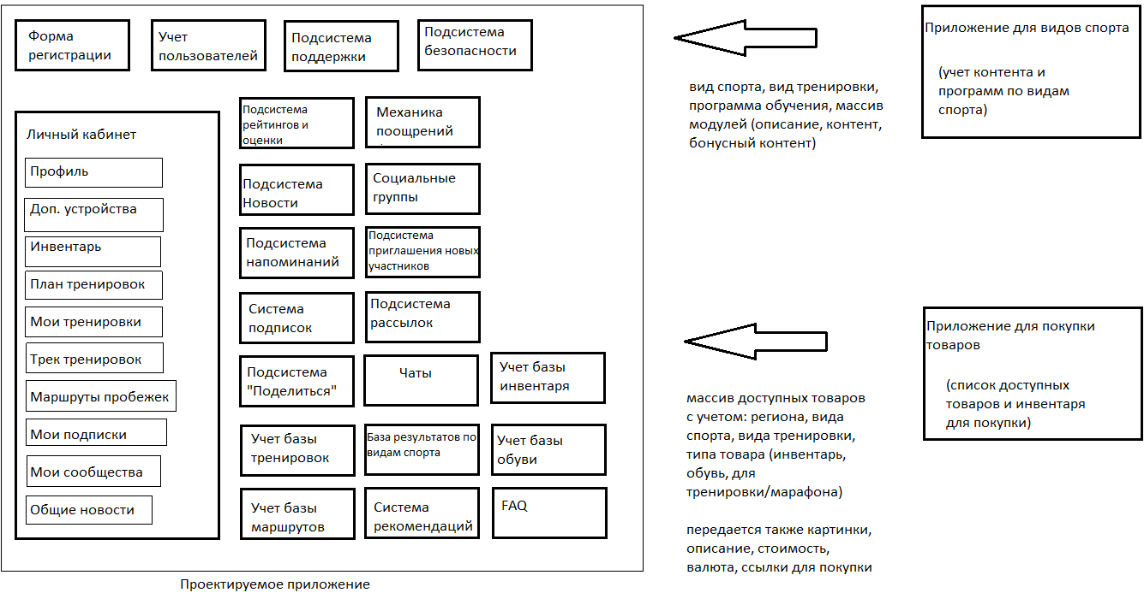 Форма
регистрации
Учет
пользователей
Подсистема
поддержки
Подсистема
безопасности
Личный кабинет
Профиль
Доп. устройства
Инвентарь
План тренировок
Мои тренировки
Трек тренировок
Маршруты пробежек
Мои подписки
Мои сообщества
Общие новости
Подсистема
рейтингов и
оценки
Механика
поощрений
Подсистема
Новости
Социальные
группы
Подсистема
напоминаний
Подсистема
приглашения новых
участников
Система
подписок
Подсистема
рассылок
Подсистема
"Поделиться"
Чаты
Учет базы
инвентаря
Учет базы
тренировок
База результатов по
видам спорта
Учет базы
обуви
Учет базы
маршрутов
Система
рекомендаций
FAQ
Проектируемое приложение
вид спорта, вид тренировки,
программа обучения, массив
модулей (описание, контент,
бонусный контент)
Приложение для видов спорта
(учет контента и
программ по видам
спорта)
массив доступных товаров
с учетом: региона, вида
спорта, вида тренировки,
типа товара (инвентарь,
обувь, для
тренировки/марафона)
передается также картинки,
описание, стоимость,
валюта, ссылки для покупки
Приложение для покупки
товаров
(список доступных
товаров и инвентаря
для покупки)